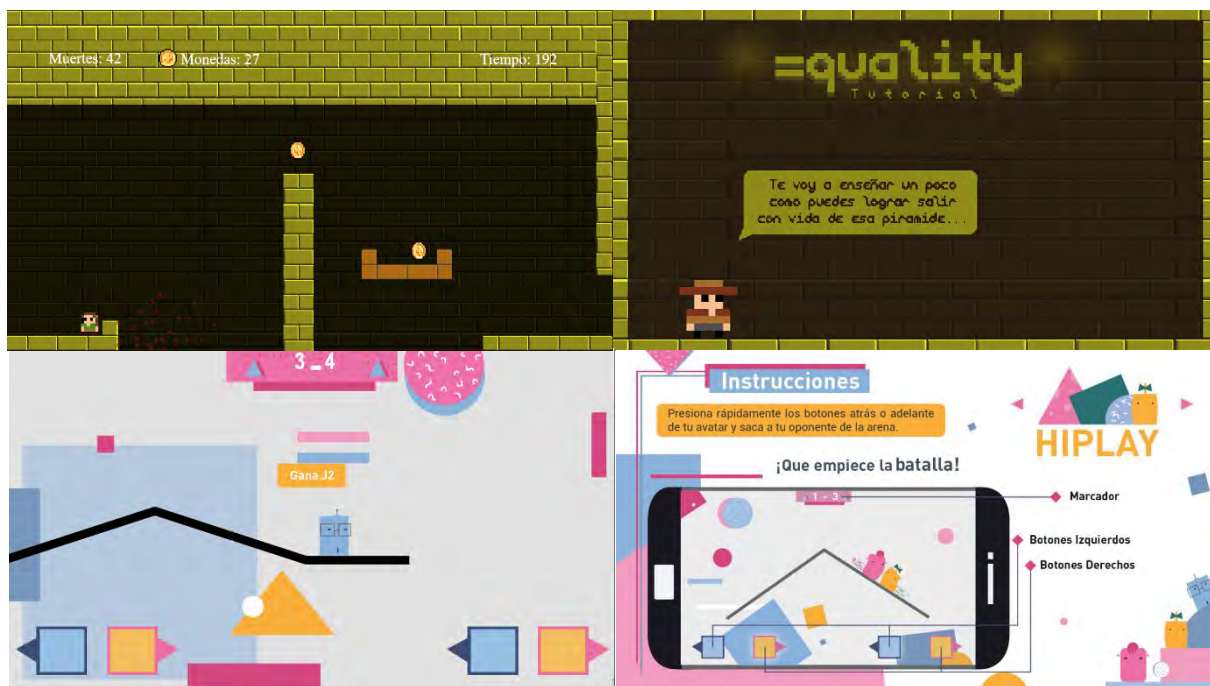 Muertes: 42 Monedas: 27 Tiempo: 192
=quality
Tutorial
Te voy a enseñar un poco
como puedes lograr salir
con vida de esa piramide...
3 - 4
Gana J2
Instrucciones
Presiona rápidamente los botones atrás o adelante
de tu avatar y saca a tu oponente de la arena.
HIPLAY
¡Que empiece la batalla!
1 - 3
Marcador
Botones Izquierdos
Botones Derechos